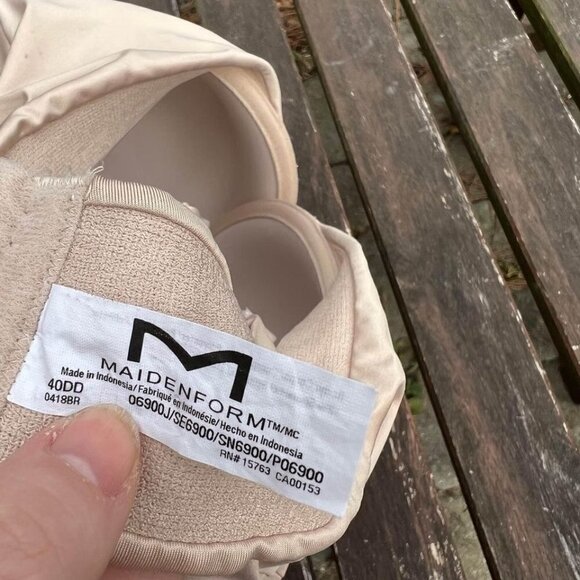 M
MAIDENFORM™/MC
Made in Indonesia/Fabriqué en Indonésie/Hecho en Indonesia
40DD
06900J/SE6900/SN6900/P06900
0418BR
RN# 15763 CA00153